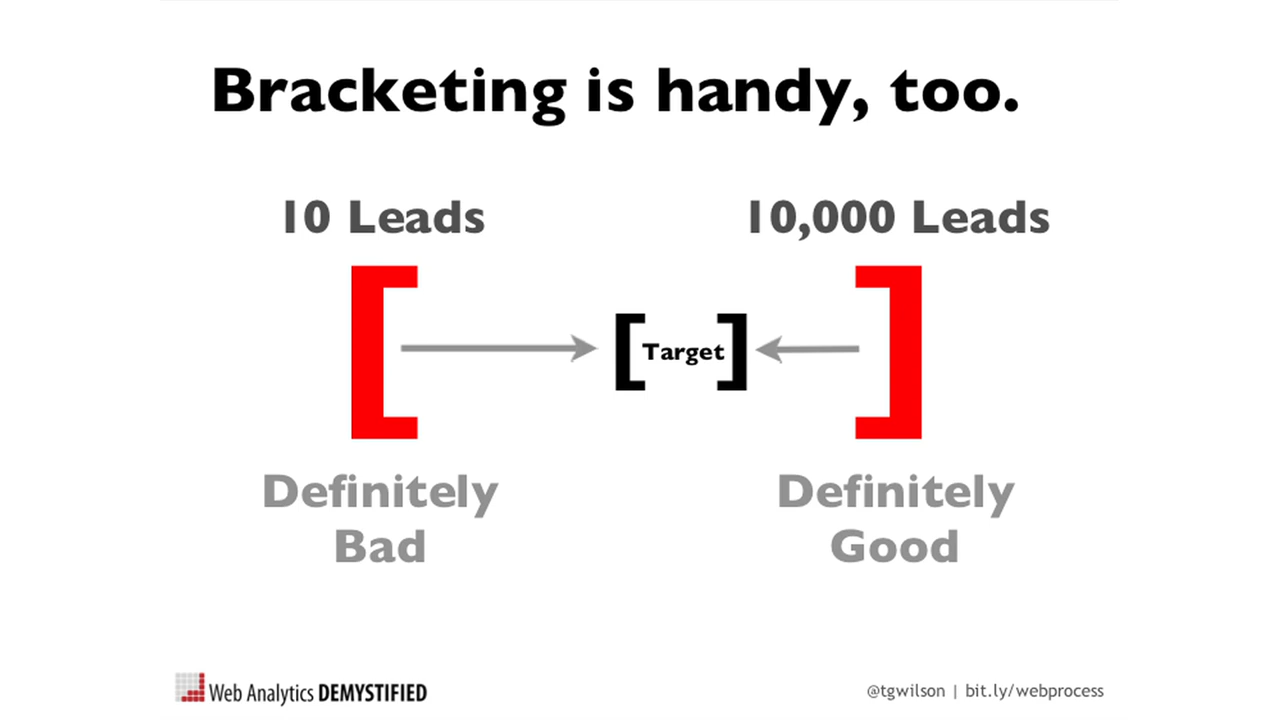 Bracketing is handy, too.
10 Leads
10,000 Leads
[Target]
Definitely
Bad
Definitely
Good
Web Analytics DEMYSTIFIED
@tgwilson | bit.ly/webprocess